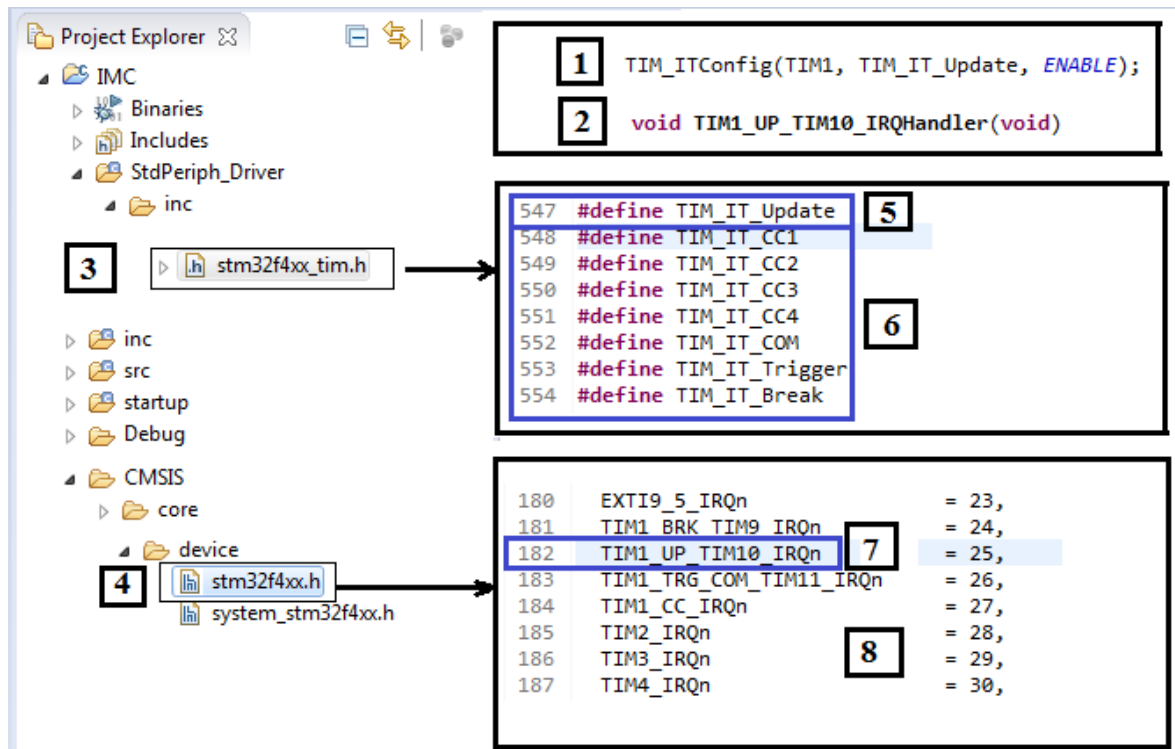 Project Explorer
IMC
Binaries
Includes
StdPeriph_Driver
inc
3
.h stm32f4xx_tim.h
inc
src
startup
Debug
CMSIS
core
device
4
h stm32f4xx.h
h system_stm32f4xx.h
1 TIM_ITConfig(TIM1, TIM_IT_Update, ENABLE);
2 void TIM1_UP_TIM10_IRQHandler(void)
547 #define TIM_IT_Update
5
548 #define TIM_IT_CC1
549 #define TIM_IT_CC2
550 #define TIM_IT_CC3
551 #define TIM_IT_CC4
6
552 #define TIM_IT_COM
553 #define TIM_IT_Trigger
554 #define TIM_IT_Break
180 EXTI9_5_IRQn = 23,
181 TIM1_BRK_TIM9_IRQn = 24,
182 TIM1_UP_TIM10_IRQn 7 = 25,
183 TIM1_TRG_COM_TIM11_IRQn = 26,
184 TIM1_CC_IRQn = 27,
185 TIM2_IRQn = 28,
186 TIM3_IRQn 8 = 29,
187 TIM4_IRQn = 30,